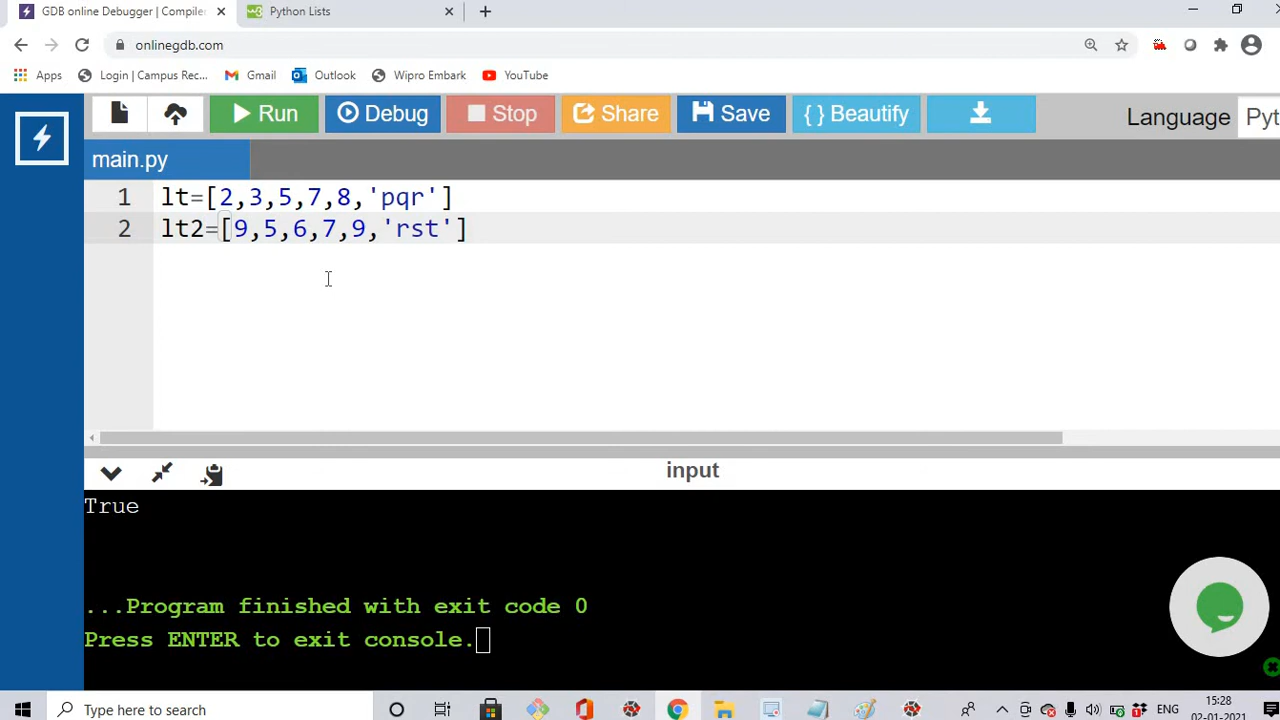 GDB online Debugger | Compiler
Python Lists
onlinegdb.com
Apps
Login | Campus Rec...
Gmail
Outlook
Wipro Embark
YouTube
Run
Debug
Stop
Share
Save
{ } Beautify
Language
Pyt
main.py
1 lt=[2,3,5,7,8,'pqr']
2 lt2=[9,5,6,7,9,'rst']
input
True
...Program finished with exit code 0
Press ENTER to exit console.
Type here to search
ENG
15:28
02-01-2021